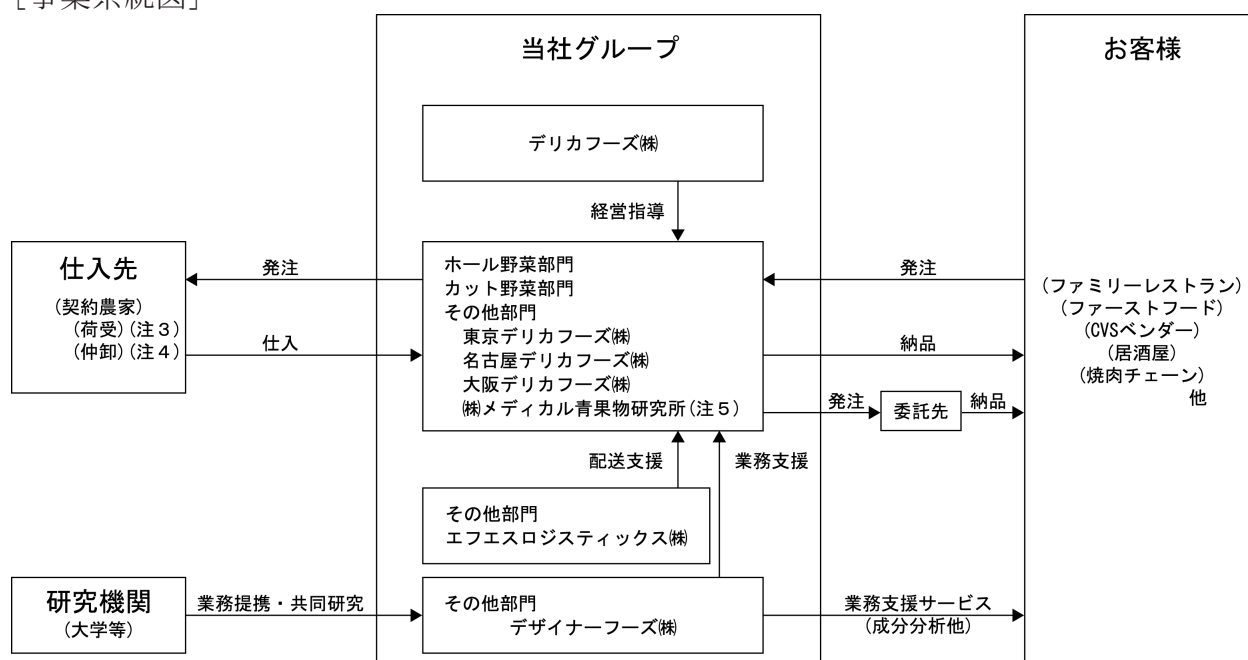 ［事業系統図］
当社グループ
お客様
デリカフーズ㈱
経営指導
仕入先
(契約農家)
(荷受)(注３)
(仲卸)(注４)
発注
仕入
ホール野菜部門
カット野菜部門
その他部門
東京デリカフーズ㈱
名古屋デリカフーズ㈱
大阪デリカフーズ㈱
㈱メディカル青果物研究所(注５)
発注
納品
発注
委託先
納品
(ファミリーレストラン)
(ファーストフード)
(CVSベンダー)
(居酒屋)
(焼肉チェーン)
他
配送支援
業務支援
その他部門
エフエスロジスティックス㈱
研究機関
(大学等)
業務提携・共同研究
その他部門
デザイナーフーズ㈱
業務支援サービス
(成分分析他)